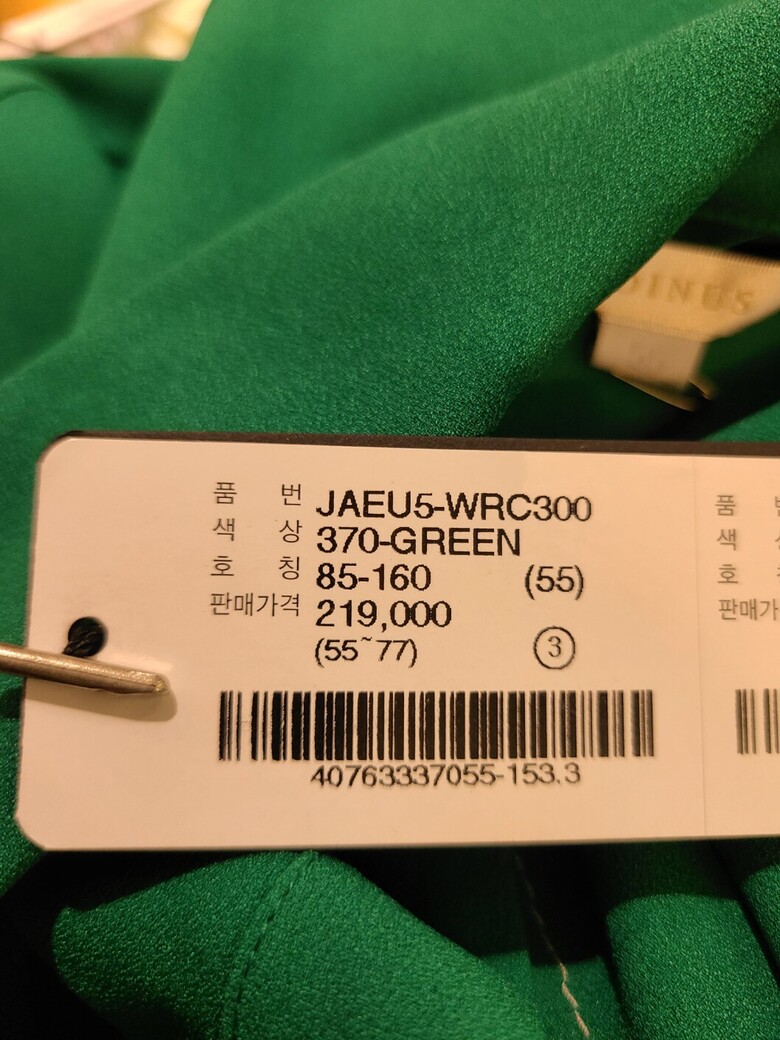 품 번 JAEU5-WRC300
색 상 370-GREEN
호 칭 85-160 (55)
판매가격 219,000
(55~77) ③
40763337055-153.3
품
색
호
판매가